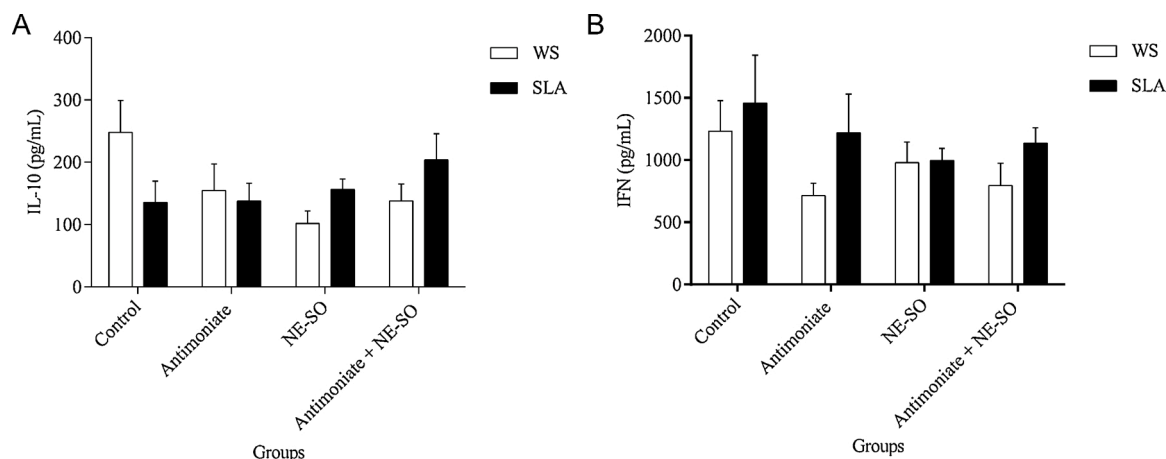 A
400
300
200
100
0
IL-10 (pg/mL)
WS
SLA
Control
Antimoniate
NE-SO
Antimoniate + NE-SO
Groups
B
2000
1500
1000
500
0
IFN (pg/mL)
WS
SLA
Control
Antimoniate
NE-SO
Antimoniate + NE-SO
Groups